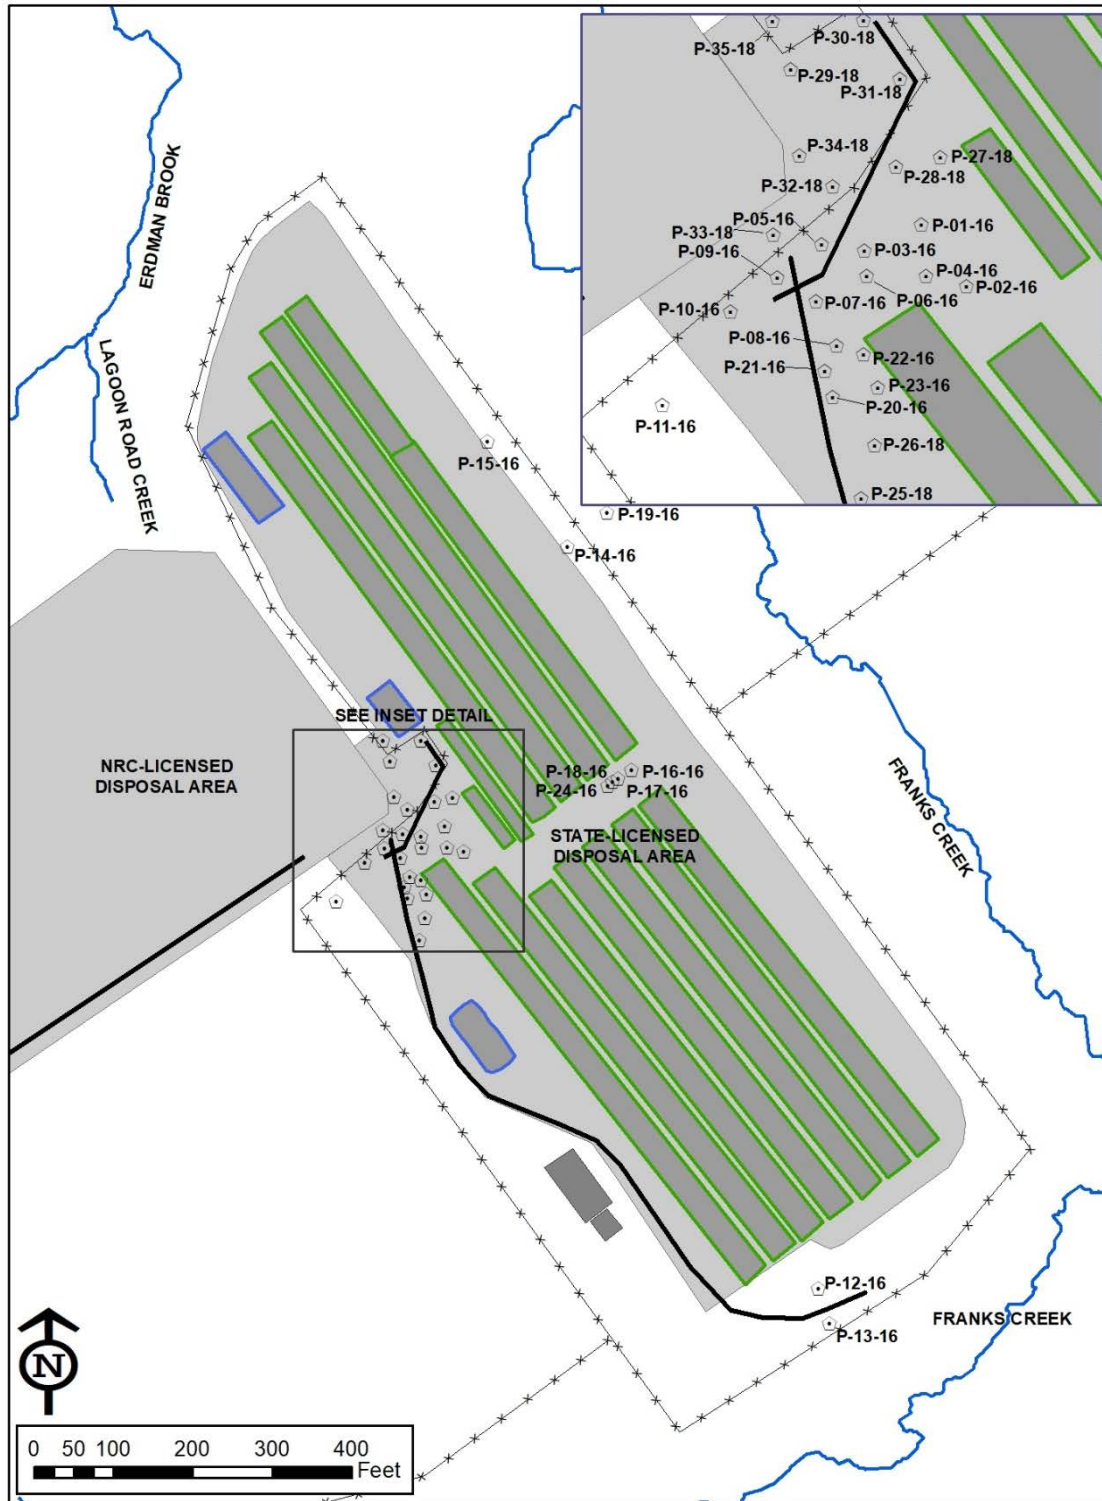 P-35-18
P-30-18
P-29-18
P-31-18
P-34-18
P-27-18
P-28-18
P-32-18
P-05-16
P-01-16
P-33-18
P-03-16
P-09-16
P-04-16
P-02-16
P-10-16
P-07-16
P-06-16
P-08-16
P-22-16
P-21-16
P-23-16
P-20-16
P-11-16
P-26-18
P-25-18
ERDMAN BROOK
LAGOON ROAD CREEK
P-15-16
P-19-16
P-14-16
SEE INSET DETAIL
NRC-LICENSED
DISPOSAL AREA
P-18-16
P-16-16
P-24-16
P-17-16
STATE-LICENSED
DISPOSAL AREA
FRANKS CREEK
P-12-16
P-13-16
FRANKS CREEK
N
0 50 100 200 300 400
Feet